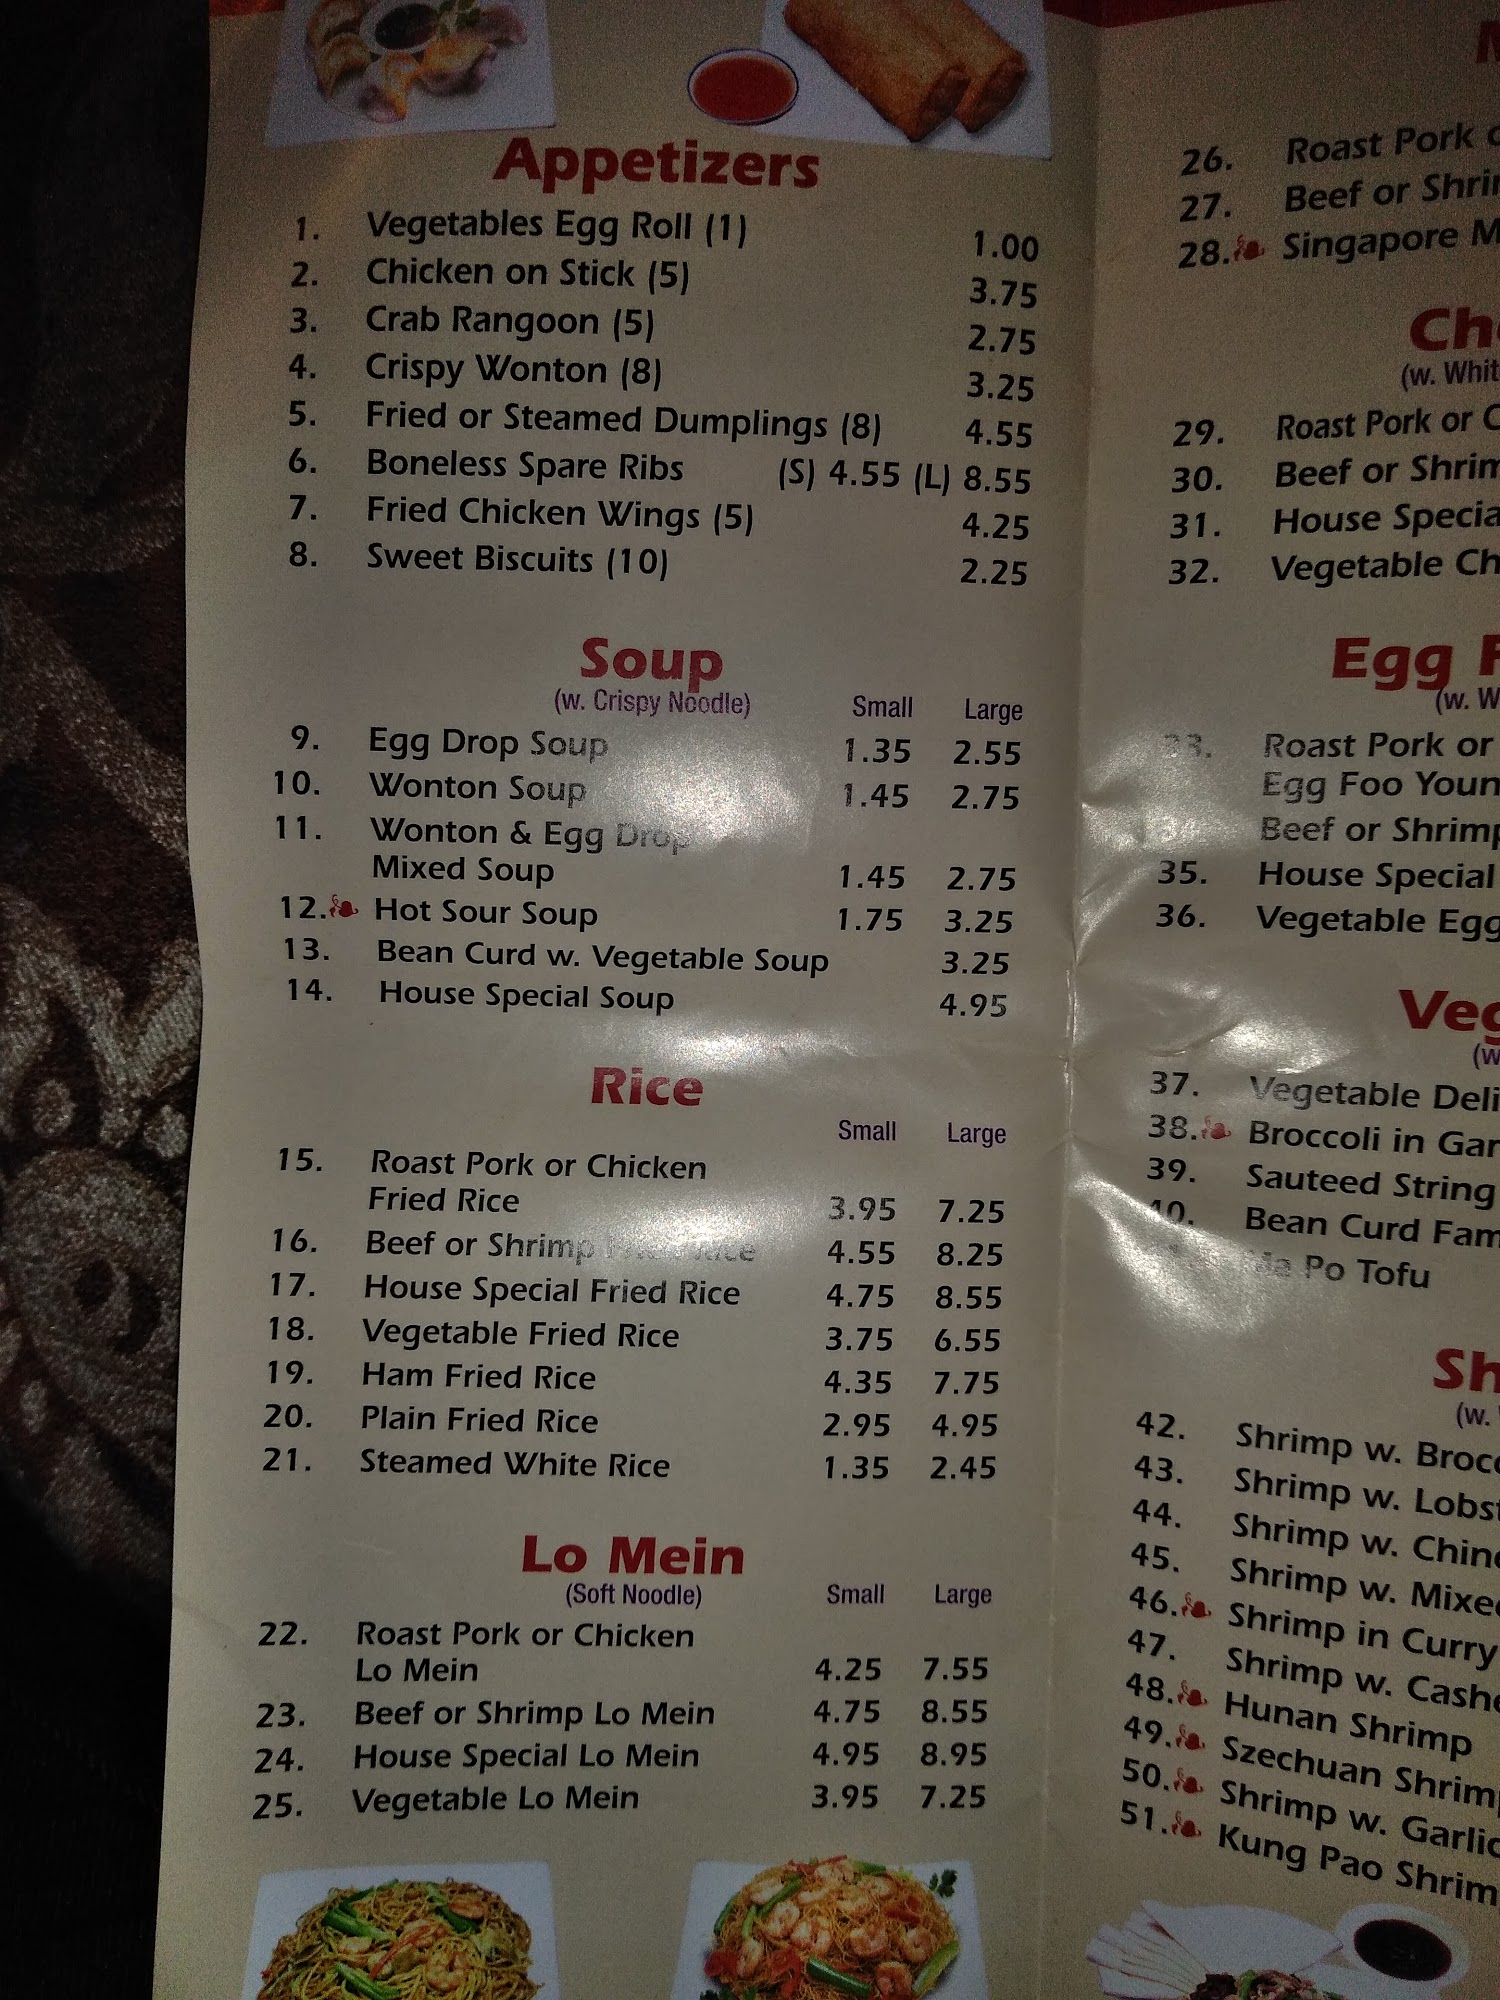 Appetizers
1. Vegetables Egg Roll (1) 1.00
2. Chicken on Stick (5) 3.75
3. Crab Rangoon (5) 2.75
4. Crispy Wonton (8) 3.25
5. Fried or Steamed Dumplings (8) 4.55
6. Boneless Spare Ribs (S) 4.55 (L) 8.55
7. Fried Chicken Wings (5) 4.25
8. Sweet Biscuits (10) 2.25
Soup
(w. Crispy Noodle) Small Large
9. Egg Drop Soup 1.35 2.55
10. Wonton Soup 1.45 2.75
11. Wonton & Egg Drop
Mixed Soup 1.45 2.75
12. Hot Sour Soup 1.75 3.25
13. Bean Curd w. Vegetable Soup 3.25
14. House Special Soup 4.95
Rice
Small Large
15. Roast Pork or Chicken
Fried Rice 3.95 7.25
16. Beef or Shrimp Fried Rice 4.55 8.25
17. House Special Fried Rice 4.75 8.55
18. Vegetable Fried Rice 3.75 6.55
19. Ham Fried Rice 4.35 7.75
20. Plain Fried Rice 2.95 4.95
21. Steamed White Rice 1.35 2.45
Lo Mein
(Soft Noodle) Small Large
22. Roast Pork or Chicken
Lo Mein 4.25 7.55
23. Beef or Shrimp Lo Mein 4.75 8.55
24. House Special Lo Mein 4.95 8.95
25. Vegetable Lo Mein 3.95 7.25
26. Roast Pork
27. Beef or
28. Singapore
29. Roast Pork or
30. Beef or
31. House
32. Vegetable
Egg
33. Roast Pork or
Egg Foo
34. Beef or
35. House Special
36. Vegetable
37. Vegetable
38. Broccoli in
39. Sauteed String
40. Bean Curd
Ma Po Tofu
42. Shrimp w.
43. Shrimp w.
44. Shrimp w.
45. Shrimp w.
46. Shrimp in Curry
47. Shrimp w.
48. Hunan Shrimp
49. Szechuan
50. Shrimp w.
51. Kung Pao